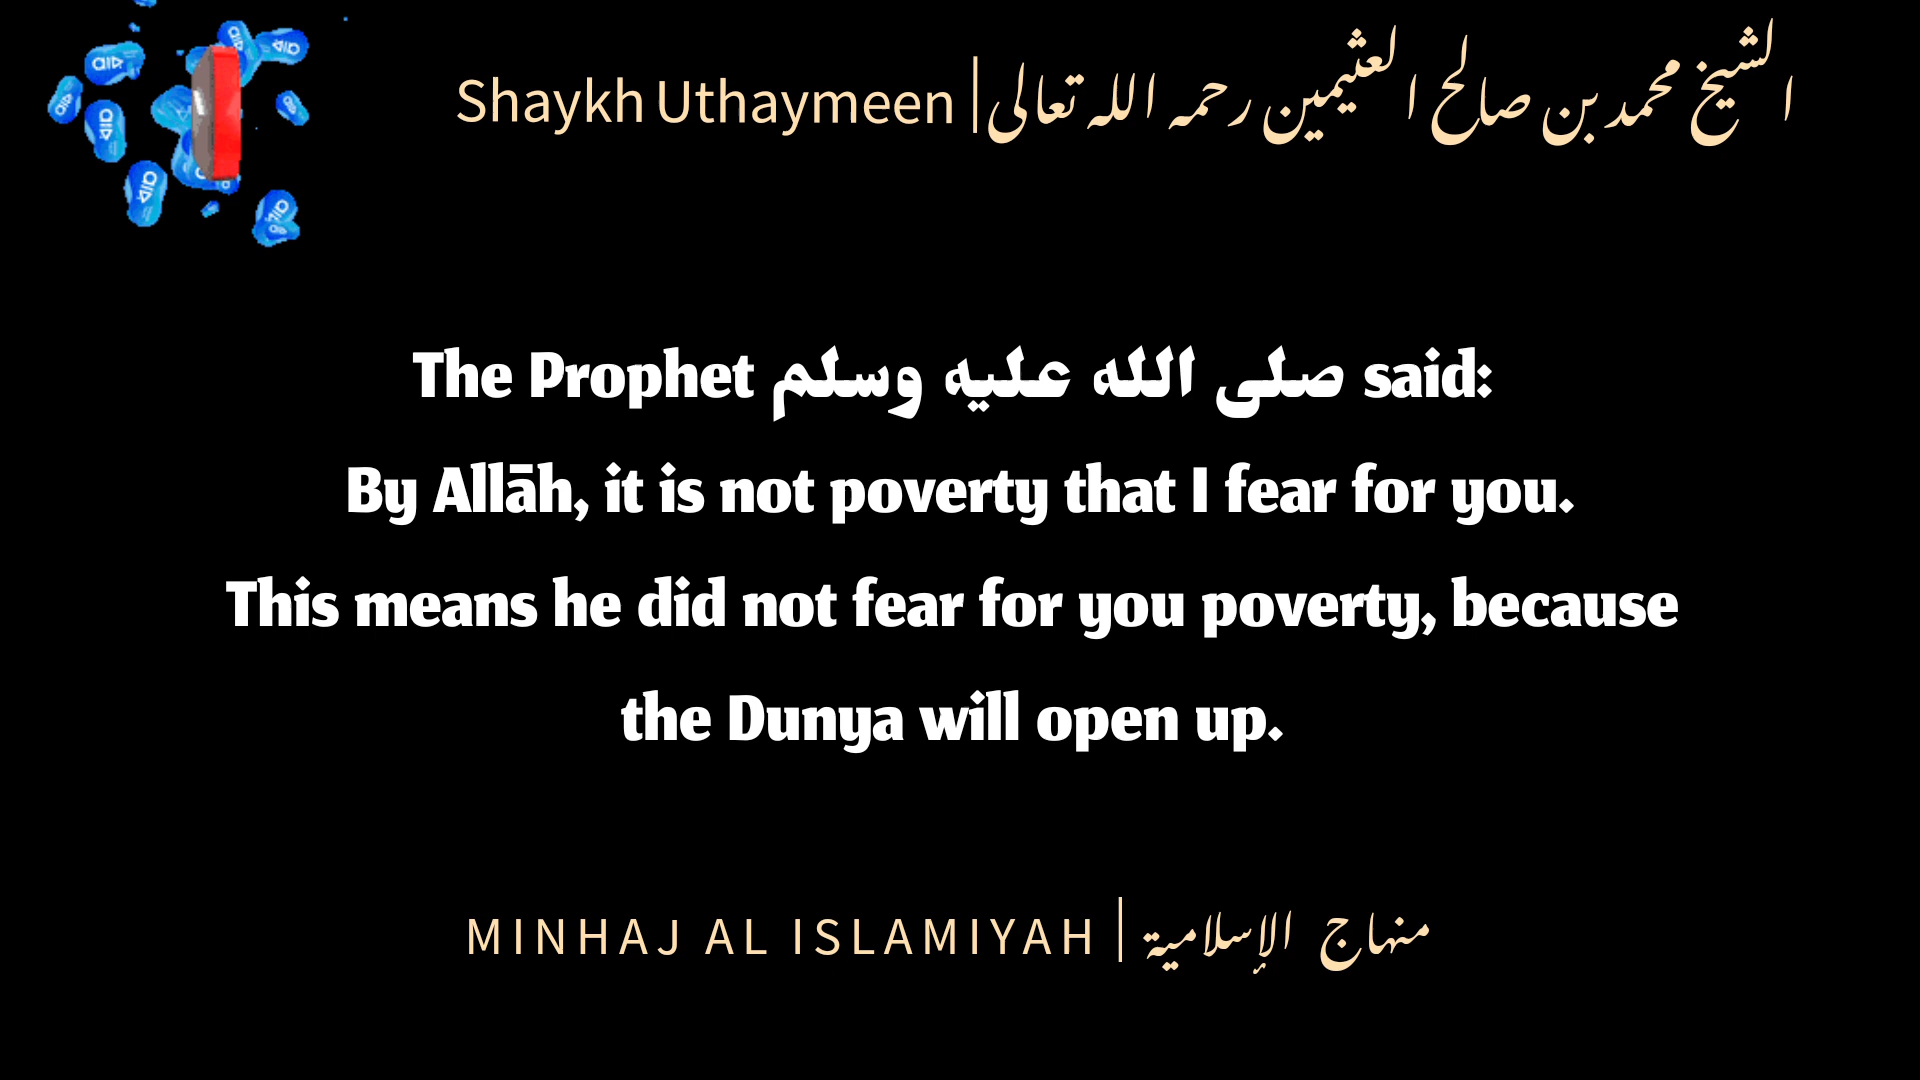 Shaykh Uthaymeen | الشيخ محمد بن صالح العثيمين رحمه الله تعالى
The Prophet صلى الله عليه وسلم said:
By Allāh, it is not poverty that I fear for you.
This means he did not fear for you poverty, because
the Dunya will open up.
MINHAJ AL ISLAMIYAH | منهاج الإسلامية